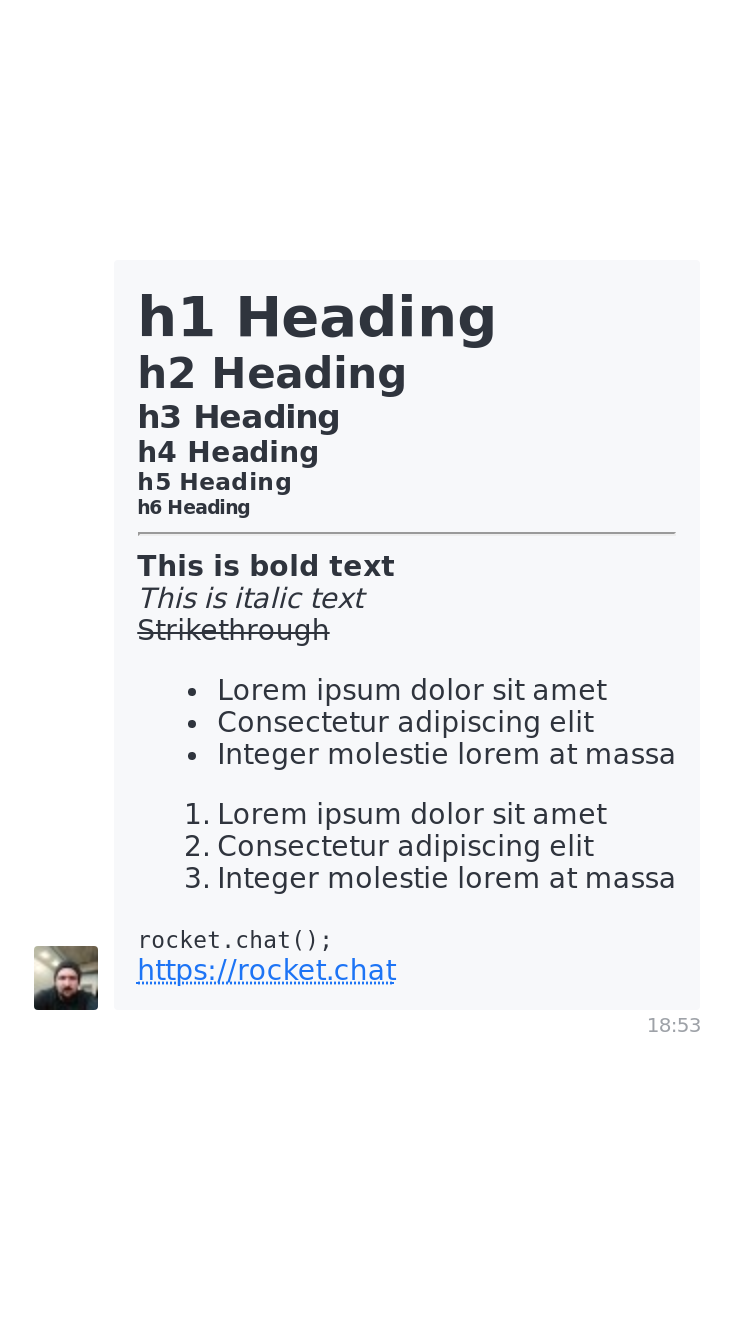 h1 Heading
h2 Heading
h3 Heading
h4 Heading
h5 Heading
h6 Heading
This is bold text
This is italic text
Strikethrough
• Lorem ipsum dolor sit amet
• Consectetur adipiscing elit
• Integer molestie lorem at massa
1. Lorem ipsum dolor sit amet
2. Consectetur adipiscing elit
3. Integer molestie lorem at massa
rocket.chat();
https://rocket.chat
18:53